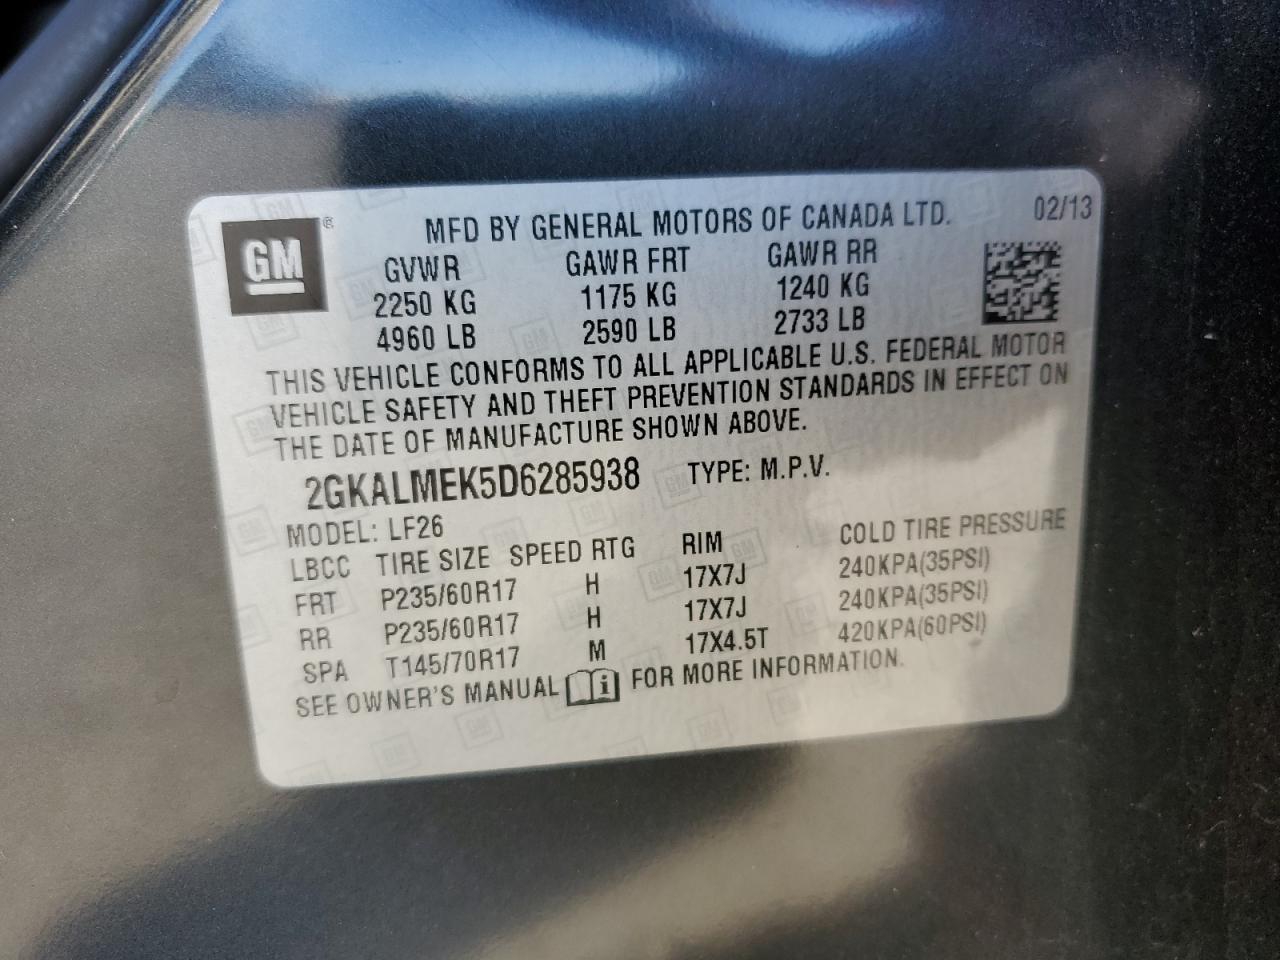 GM ®
MFD BY GENERAL MOTORS OF CANADA LTD. 02/13
GVWR GAWR FRT GAWR RR
2250 KG 1175 KG 1240 KG
4960 LB 2590 LB 2733 LB
THIS VEHICLE CONFORMS TO ALL APPLICABLE U.S. FEDERAL MOTOR
VEHICLE SAFETY AND THEFT PREVENTION STANDARDS IN EFFECT ON
THE DATE OF MANUFACTURE SHOWN ABOVE.
2GKALMEK5D6285938 TYPE: M.P.V.
MODEL: LF26
LBCC TIRE SIZE SPEED RTG RIM COLD TIRE PRESSURE
FRT P235/60R17 H 17X7J 240KPA(35PSI)
RR P235/60R17 H 17X7J 240KPA(35PSI)
SPA T145/70R17 M 17X4.5T 420KPA(60PSI)
SEE OWNER'S MANUAL i FOR MORE INFORMATION.